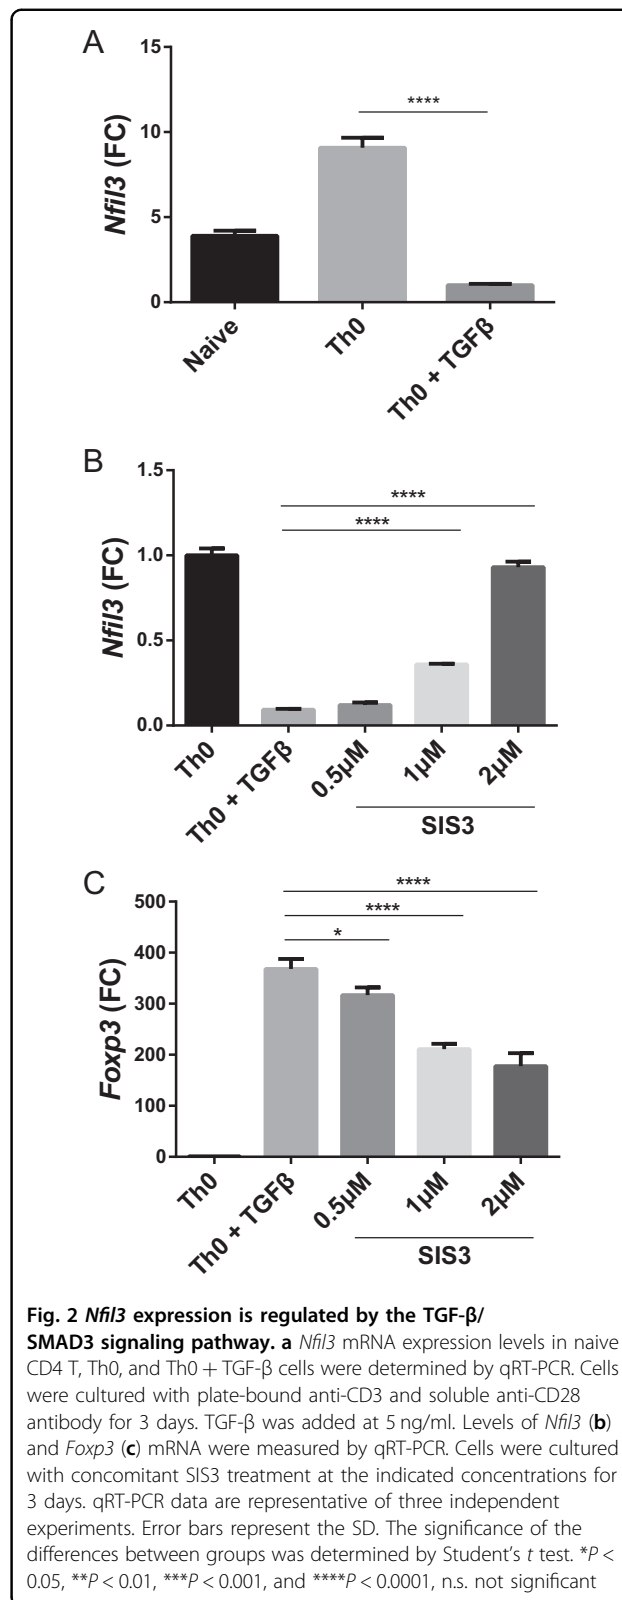 A
15
10
5
0
Nfil3 (FC)
****
Naive
Th0
Th0 + TGFβ
B
1.5
1.0
0.5
0.0
Nfil3 (FC)
****
****
Th0
Th0 + TGFβ
0.5µM
1µM
2µM
SIS3
C
500
400
300
200
100
0
Foxp3 (FC)
****
****
*
Th0
Th0 + TGFβ
0.5µM
1µM
2µM
SIS3
Fig. 2 Nfil3 expression is regulated by the TGF-β/
SMAD3 signaling pathway. a Nfil3 mRNA expression levels in naive
CD4 T, Th0, and Th0 + TGF-β cells were determined by qRT-PCR. Cells
were cultured with plate-bound anti-CD3 and soluble anti-CD28
antibody for 3 days. TGF-β was added at 5 ng/ml. Levels of Nfil3 (b)
and Foxp3 (c) mRNA were measured by qRT-PCR. Cells were cultured
with concomitant SIS3 treatment at the indicated concentrations for
3 days. qRT-PCR data are representative of three independent
experiments. Error bars represent the SD. The significance of the
differences between groups was determined by Student's t test. *P <
0.05, **P < 0.01, ***P < 0.001, and ****P < 0.0001, n.s. not significant